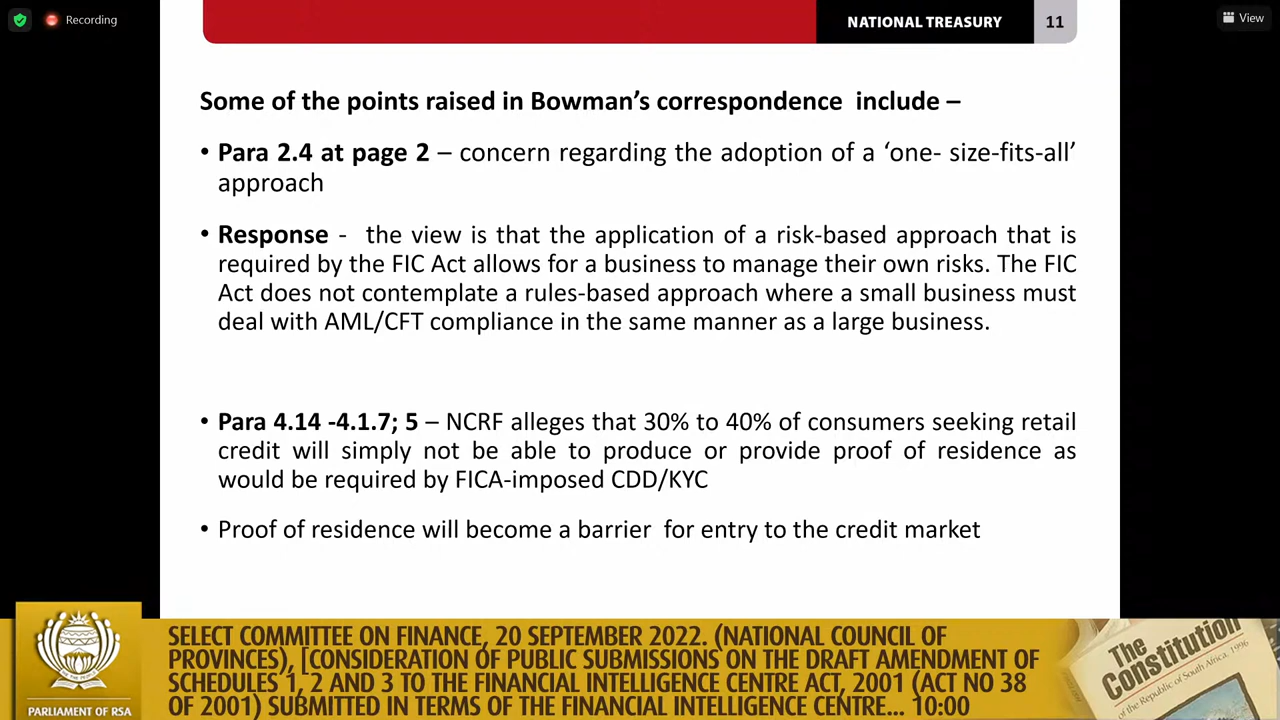 Recording
View
NATIONAL TREASURY 11
Some of the points raised in Bowman’s correspondence include –
• Para 2.4 at page 2 – concern regarding the adoption of a ‘one- size-fits-all’
approach
• Response - the view is that the application of a risk-based approach that is
required by the FIC Act allows for a business to manage their own risks. The FIC
Act does not contemplate a rules-based approach where a small business must
deal with AML/CFT compliance in the same manner as a large business.
• Para 4.14 -4.1.7; 5 – NCRF alleges that 30% to 40% of consumers seeking retail
credit will simply not be able to produce or provide proof of residence as
would be required by FICA-imposed CDD/KYC
• Proof of residence will become a barrier for entry to the credit market
SELECT COMMITTEE ON FINANCE, 20 SEPTEMBER 2022. (NATIONAL COUNCIL OF
PROVINCES), [CONSIDERATION OF PUBLIC SUBMISSIONS ON THE DRAFT AMENDMENT OF
SCHEDULES 1, 2 AND 3 TO THE FINANCIAL INTELLIGENCE CENTRE ACT, 2001 (ACT NO 38
OF 2001) SUBMITTED IN TERMS OF THE FINANCIAL INTELLIGENCE CENTRE... 10:00
PARLIAMENT OF RSA
The
Constitution
of the Republic of South Africa, 1996